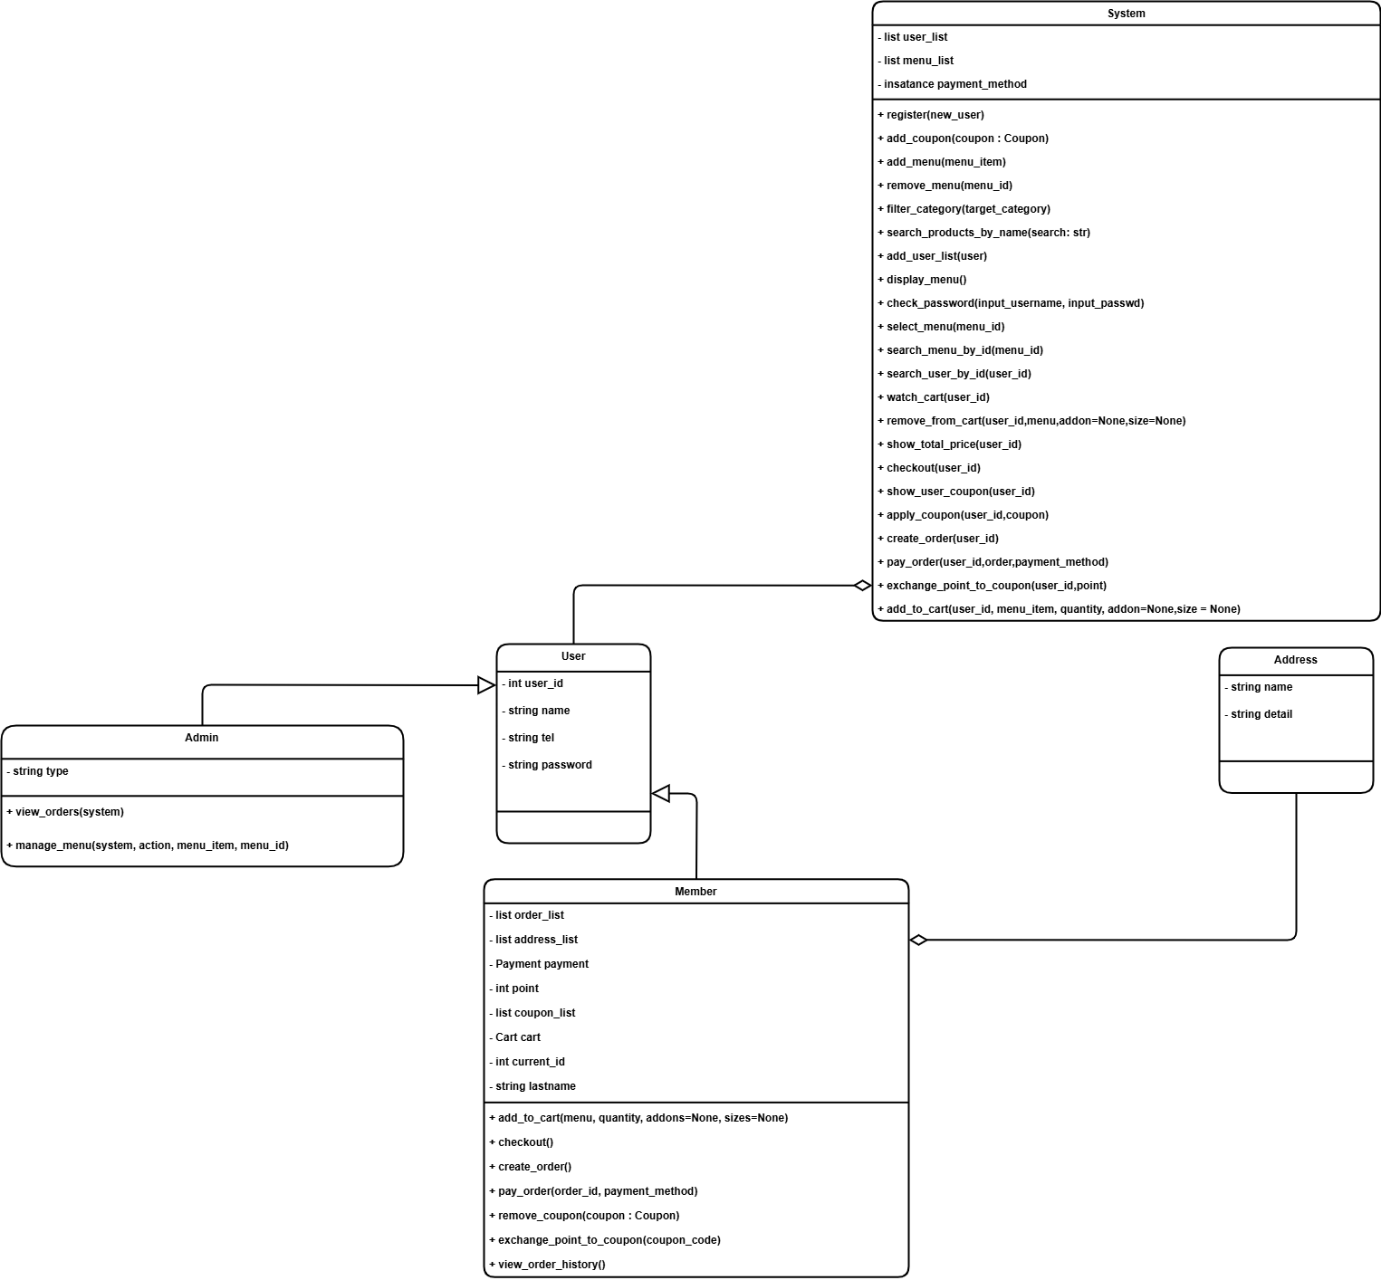 System
- list user_list
- list menu_list
- insatance payment_method
+ register(new_user)
+ add_coupon(coupon : Coupon)
+ add_menu(menu_item)
+ remove_menu(menu_id)
+ filter_category(target_category)
+ search_products_by_name(search: str)
+ add_user_list(user)
+ display_menu()
+ check_password(input_username, input_passwd)
+ select_menu(menu_id)
+ search_menu_by_id(menu_id)
+ search_user_by_id(user_id)
+ watch_cart(user_id)
+ remove_from_cart(user_id,menu,addon=None,size=None)
+ show_total_price(user_id)
+ checkout(user_id)
+ show_user_coupon(user_id)
+ apply_coupon(user_id,coupon)
+ create_order(user_id)
+ pay_order(user_id,order,payment_method)
+ exchange_point_to_coupon(user_id,point)
+ add_to_cart(user_id, menu_item, quantity, addon=None,size = None)
User
- int user_id
- string name
- string tel
- string password
Address
- string name
- string detail
Admin
- string type
+ view_orders(system)
+ manage_menu(system, action, menu_item, menu_id)
Member
- list order_list
- list address_list
- Payment payment
- int point
- list coupon_list
- Cart cart
- int current_id
- string lastname
+ add_to_cart(menu, quantity, addons=None, sizes=None)
+ checkout()
+ create_order()
+ pay_order(order_id, payment_method)
+ remove_coupon(coupon : Coupon)
+ exchange_point_to_coupon(coupon_code)
+ view_order_history()